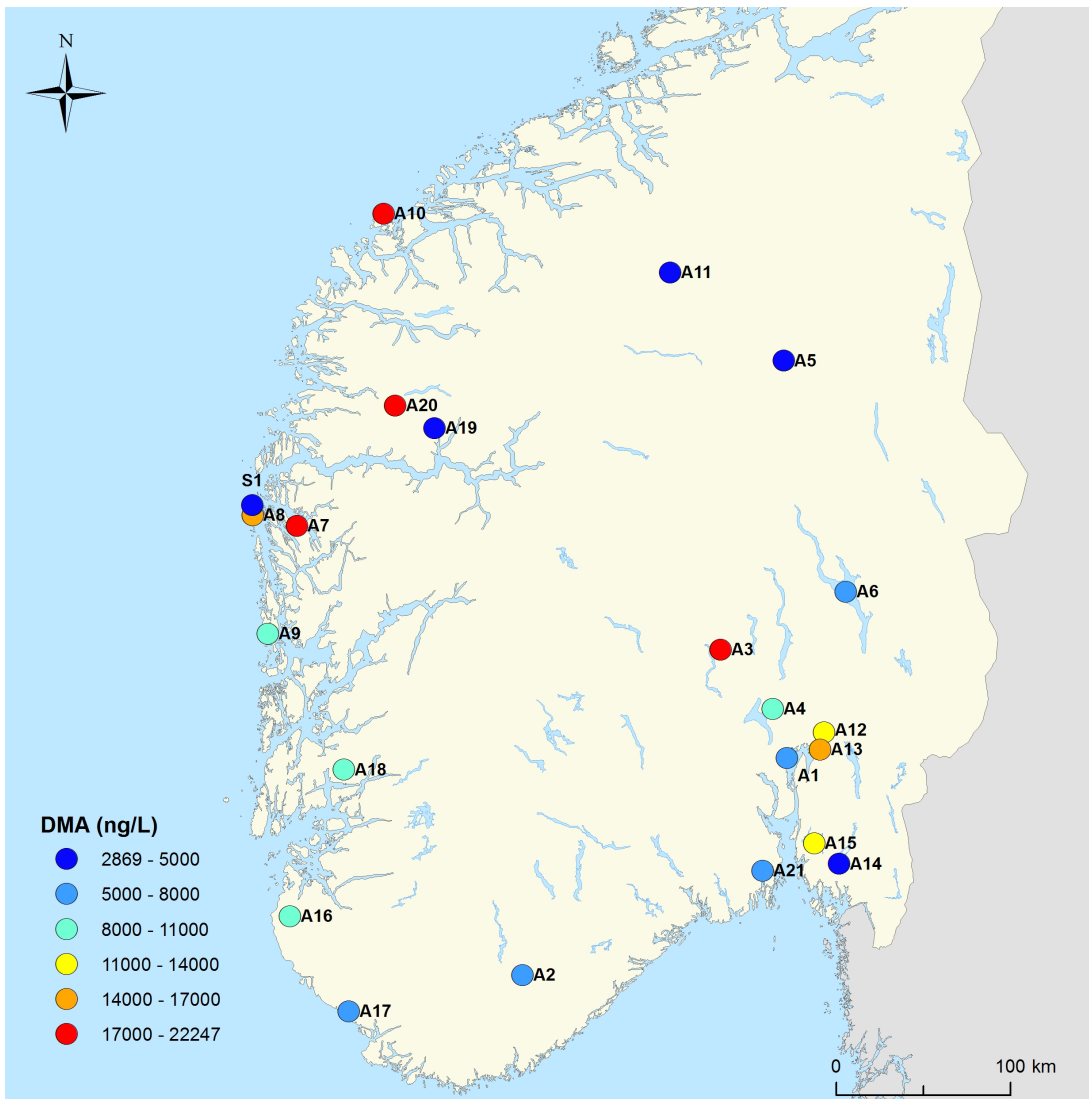 N
A10
A11
A5
A20
A19
S1
A8
A7
A6
A9
A3
A4
A12
A13
A1
A18
A15
A14
A21
A16
A2
A17
DMA (ng/L)
2869 - 5000
5000 - 8000
8000 - 11000
11000 - 14000
14000 - 17000
17000 - 22247
0 100 km